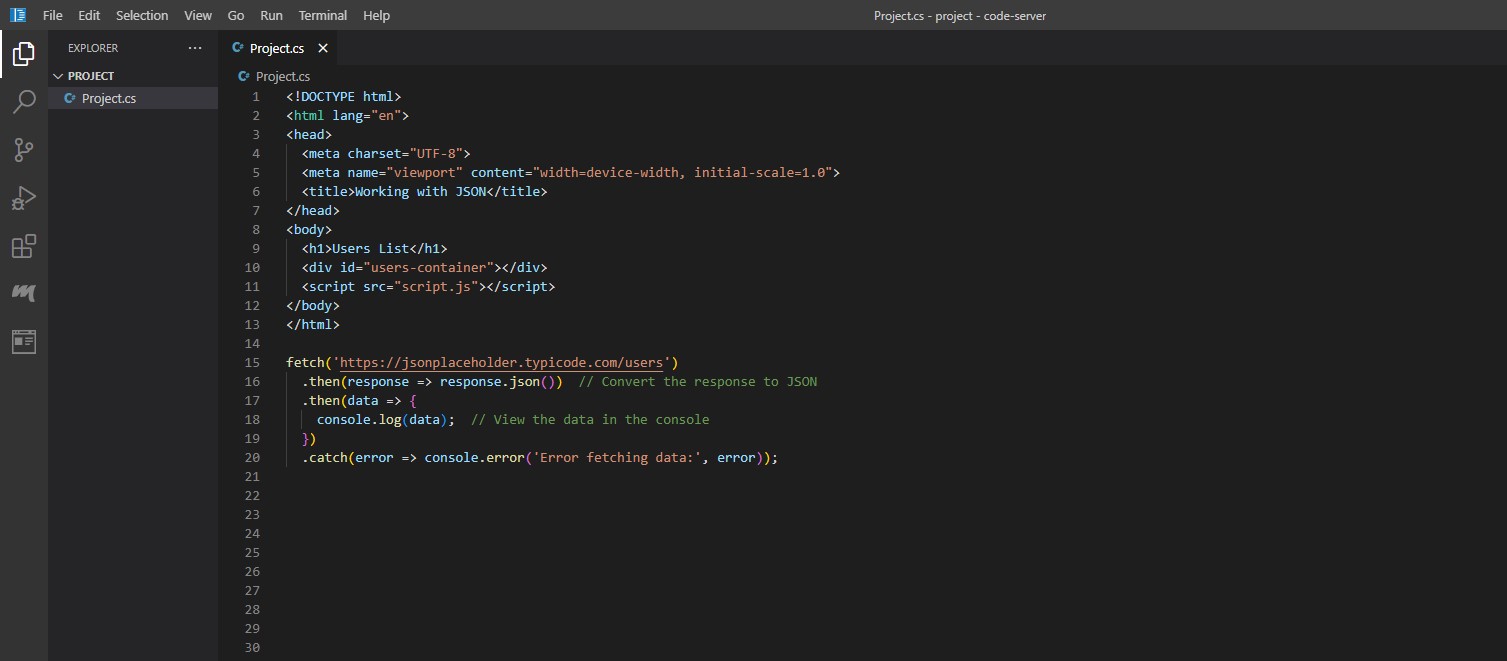 File Edit Selection View Go Run Terminal Help
Project.cs - project - code-server
EXPLORER ···
PROJECT
Project.cs
Project.cs ×
Project.cs
1 <!DOCTYPE html>
2 <html lang="en">
3 <head>
4   <meta charset="UTF-8">
5   <meta name="viewport" content="width=device-width, initial-scale=1.0">
6   <title>Working with JSON</title>
7 </head>
8 <body>
9   <h1>Users List</h1>
10   <div id="users-container"></div>
11   <script src="script.js"></script>
12 </body>
13 </html>
14
15 fetch('https://jsonplaceholder.typicode.com/users')
16   .then(response => response.json())  // Convert the response to JSON
17   .then(data => {
18     console.log(data);  // View the data in the console
19   })
20   .catch(error => console.error('Error fetching data:', error));
21
22
23
24
25
26
27
28
29
30